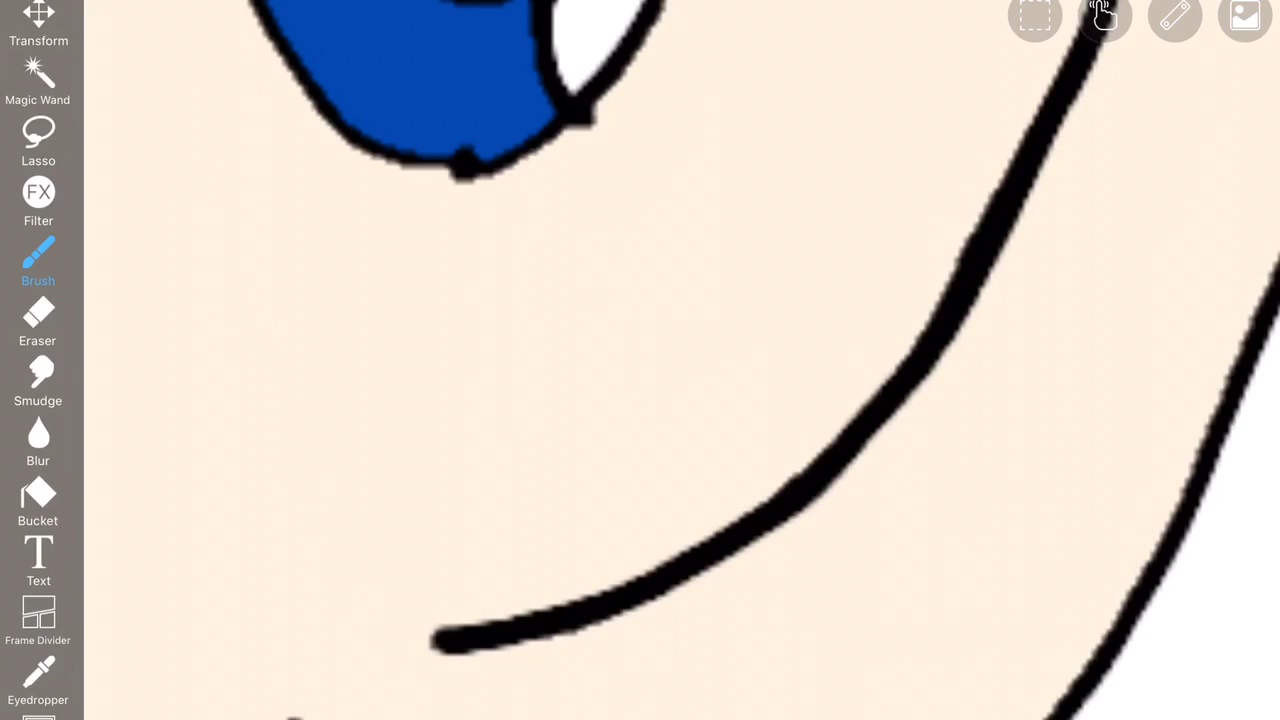 Transform
Magic Wand
Lasso
FX
Filter
Brush
Eraser
Smudge
Blur
Bucket
T
Text
Frame Divider
Eyedropper